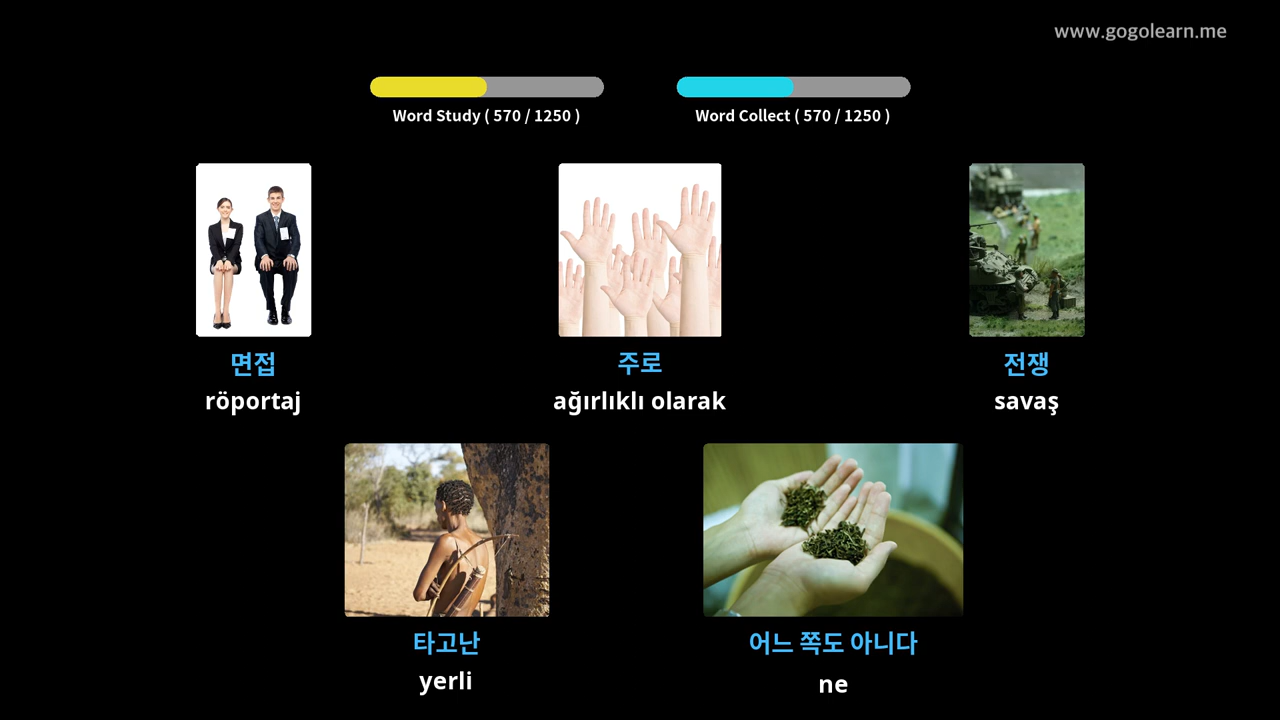 www.gogolearn.me
Word Study ( 570 / 1250 )
Word Collect ( 570 / 1250 )
면접
röportaj
주로
ağırlıklı olarak
전쟁
savaş
타고난
yerli
어느 쪽도 아니다
ne